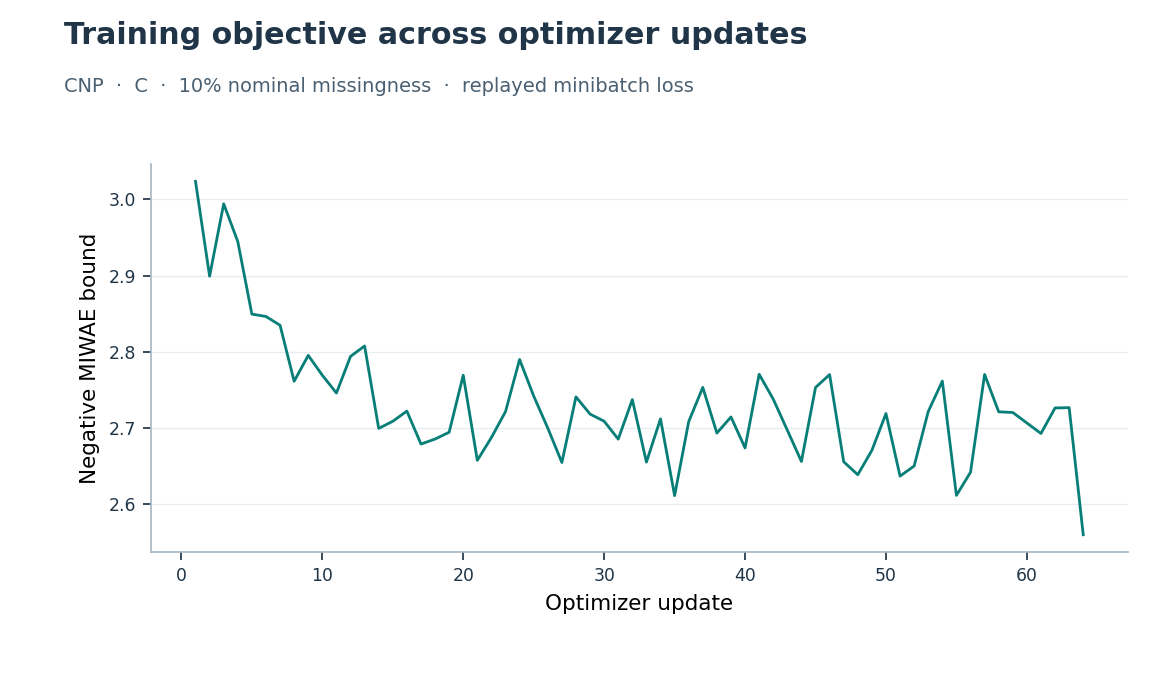 Training objective across optimizer updates
CNP · C · 10% nominal missingness · replayed minibatch loss
Negative MIWAE bound
3.0
2.9
2.8
2.7
2.6
0 10 20 30 40 50 60
Optimizer update